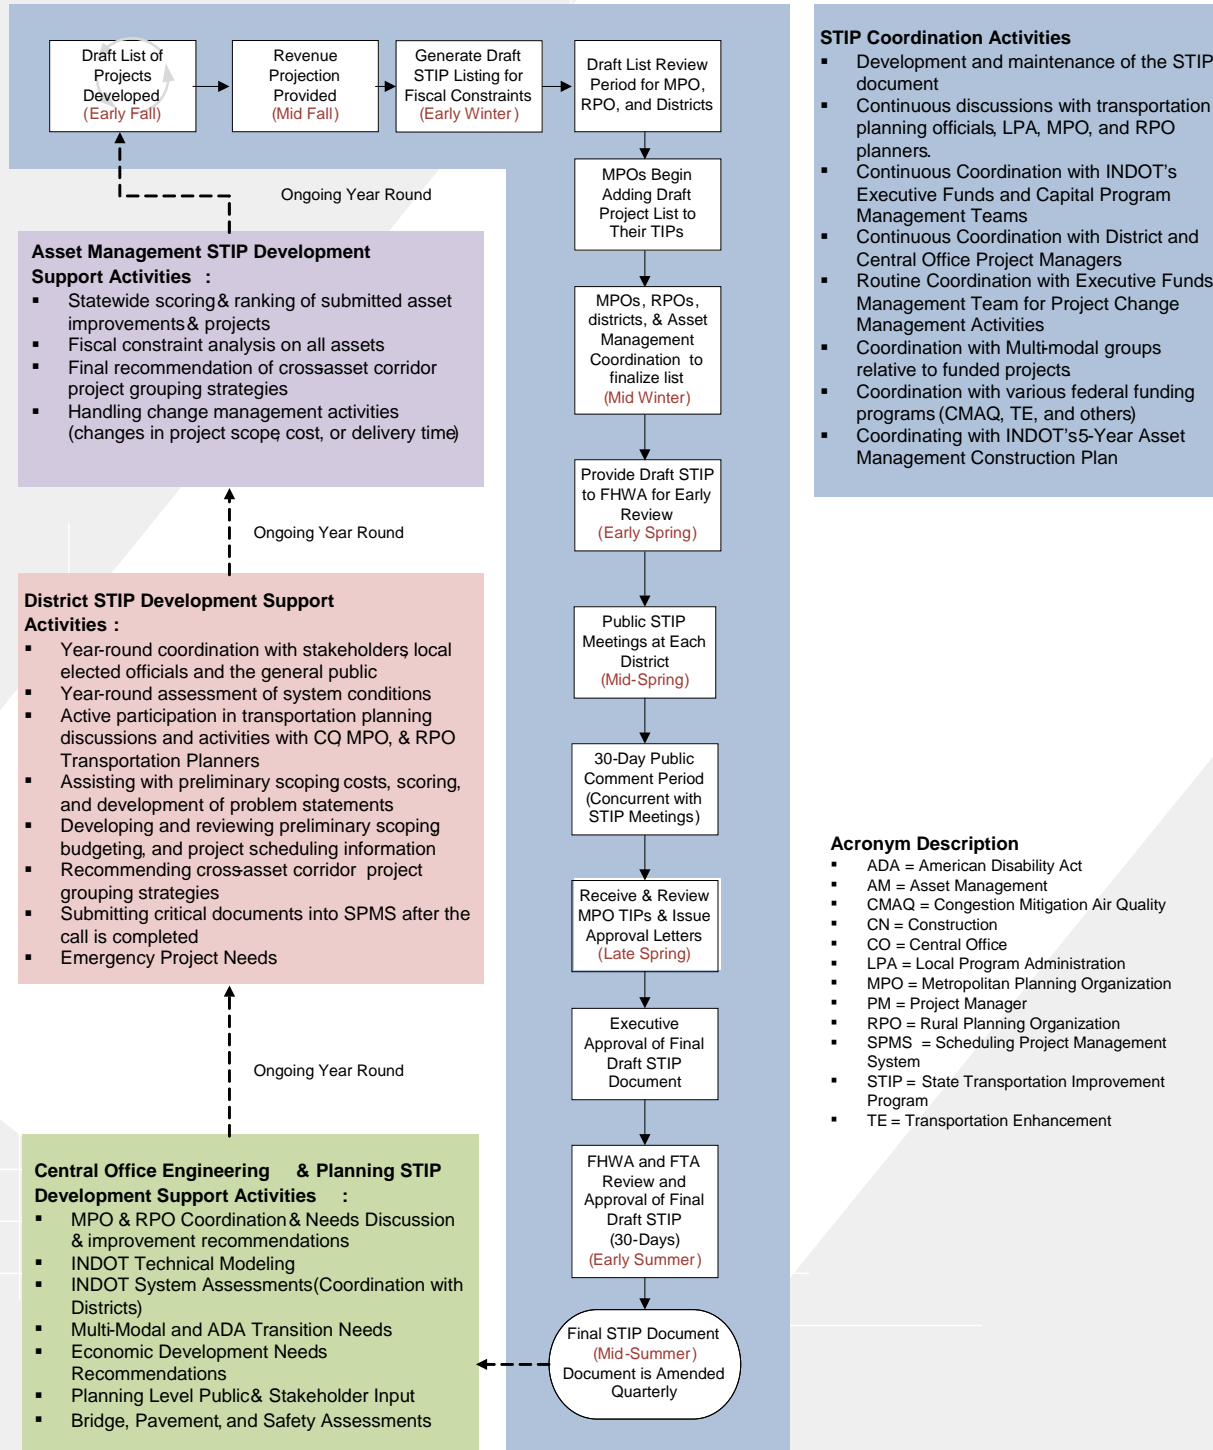 Draft List of
Projects
Developed
(Early Fall)
Revenue
Projection
Provided
(Mid Fall)
Generate Draft
STIP Listing for
Fiscal Constraints
(Early Winter)
Draft List Review
Period for MPO,
RPO, and Districts
MPOs Begin
Adding Draft
Project List to
Their TIPs
MPOs, RPOs,
districts, & Asset
Management
Coordination to
finalize list
(Mid Winter)
Provide Draft STIP
to FHWA for Early
Review
(Early Spring)
Public STIP
Meetings at Each
District
(Mid-Spring)
30-Day Public
Comment Period
(Concurrent with
STIP Meetings)
Receive & Review
MPO TIPs & Issue
Approval Letters
(Late Spring)
Executive
Approval of Final
Draft STIP
Document
FHWA and FTA
Review and
Approval of Final
Draft STIP
(30-Days)
(Early Summer)
Final STIP Document
(Mid-Summer)
Document is Amended
Quarterly
Ongoing Year Round
Asset Management STIP Development
Support Activities :
▪ Statewide scoring & ranking of submitted asset
improvements & projects
▪ Fiscal constraint analysis on all assets
▪ Final recommendation of cross-asset corridor
project grouping strategies
▪ Handling change management activities
(changes in project scope, cost, or delivery time)
Ongoing Year Round
District STIP Development Support
Activities :
▪ Year-round coordination with stakeholders, local
elected officials and the general public
▪ Year-round assessment of system conditions
▪ Active participation in transportation planning
discussions and activities with CO, MPO, & RPO
Transportation Planners
▪ Assisting with preliminary scoping costs, scoring,
and development of problem statements
▪ Developing and reviewing preliminary scoping,
budgeting, and project scheduling information
▪ Recommending cross-asset corridor project
grouping strategies
▪ Submitting critical documents into SPMS after the
call is completed
▪ Emergency Project Needs
Ongoing Year Round
Central Office Engineering & Planning STIP
Development Support Activities :
▪ MPO & RPO Coordination & Needs Discussion
& improvement recommendations
▪ INDOT Technical Modeling
▪ INDOT System Assessments(Coordination with
Districts)
▪ Multi-Modal and ADA Transition Needs
▪ Economic Development Needs
Recommendations
▪ Planning Level Public & Stakeholder Input
▪ Bridge, Pavement, and Safety Assessments
STIP Coordination Activities
▪ Development and maintenance of the STIP
document
▪ Continuous discussions with transportation
planning officials, LPA, MPO, and RPO
planners.
▪ Continuous Coordination with INDOT's
Executive Funds and Capital Program
Management Teams
▪ Continuous Coordination with District and
Central Office Project Managers
▪ Routine Coordination with Executive Funds
Management Team for Project Change
Management Activities
▪ Coordination with Multi-modal groups
relative to funded projects.
▪ Coordination with various federal funding
programs (CMAQ, TE, and others)
▪ Coordinating with INDOT's 5-Year Asset
Management Construction Plan
Acronym Description
▪ ADA = American Disability Act
▪ AM = Asset Management
▪ CMAQ = Congestion Mitigation Air Quality
▪ CN = Construction
▪ CO = Central Office
▪ LPA = Local Program Administration
▪ MPO = Metropolitan Planning Organization
▪ PM = Project Manager
▪ RPO = Rural Planning Organization
▪ SPMS = Scheduling Project Management
System
▪ STIP = State Transportation Improvement
Program
▪ TE = Transportation Enhancement